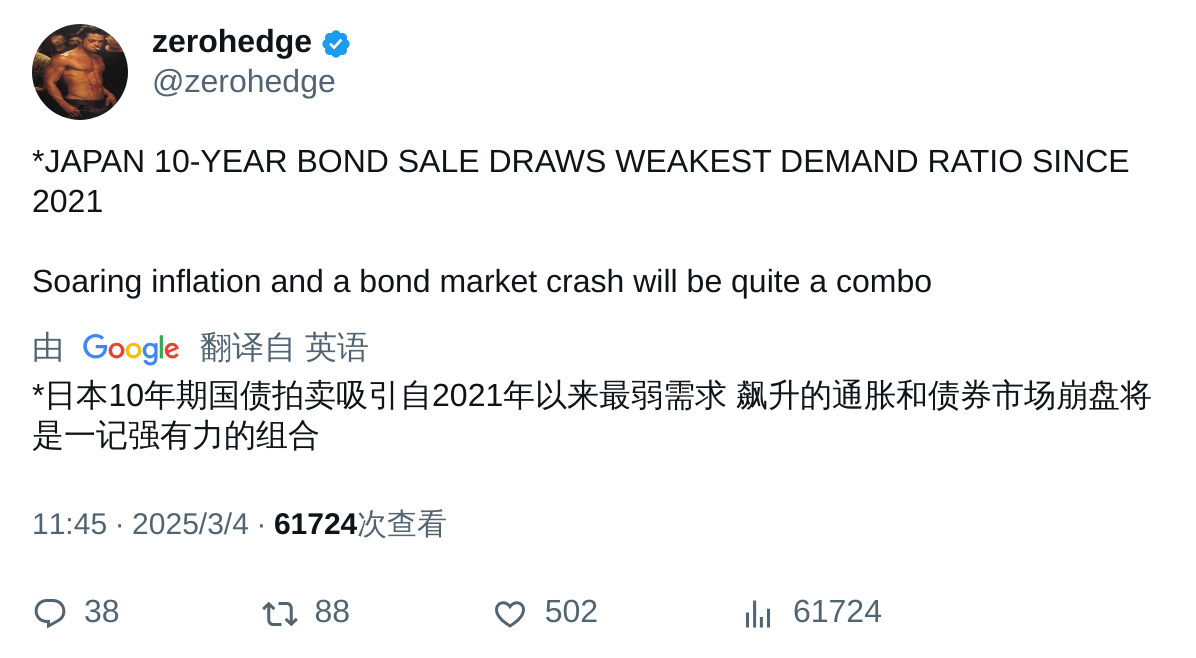 zerohedge
@zerohedge
*JAPAN 10-YEAR BOND SALE DRAWS WEAKEST DEMAND RATIO SINCE
2021
Soaring inflation and a bond market crash will be quite a combo
由 Google 翻译自 英语
*日本10年期国债拍卖吸引自2021年以来最弱需求 飙升的通胀和债券市场崩盘将
是一记强有力的组合
11:45 · 2025/3/4 · 61724次查看
38 88 502 61724